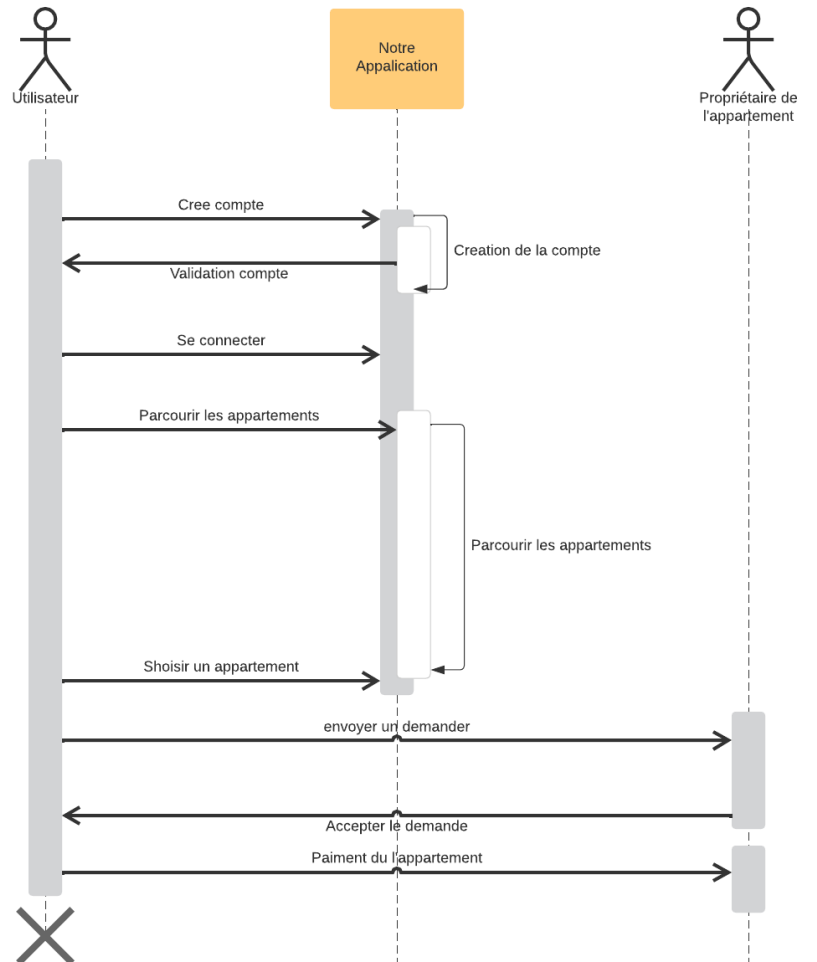 Utilisateur
Notre
Appalication
Propriétaire de
l'appartement
Cree compte
Creation de la compte
Validation compte
Se connecter
Parcourir les appartements
Parcourir les appartements
Shoisir un appartement
envoyer un demander
Accepter le demande
Paiment du l'appartement